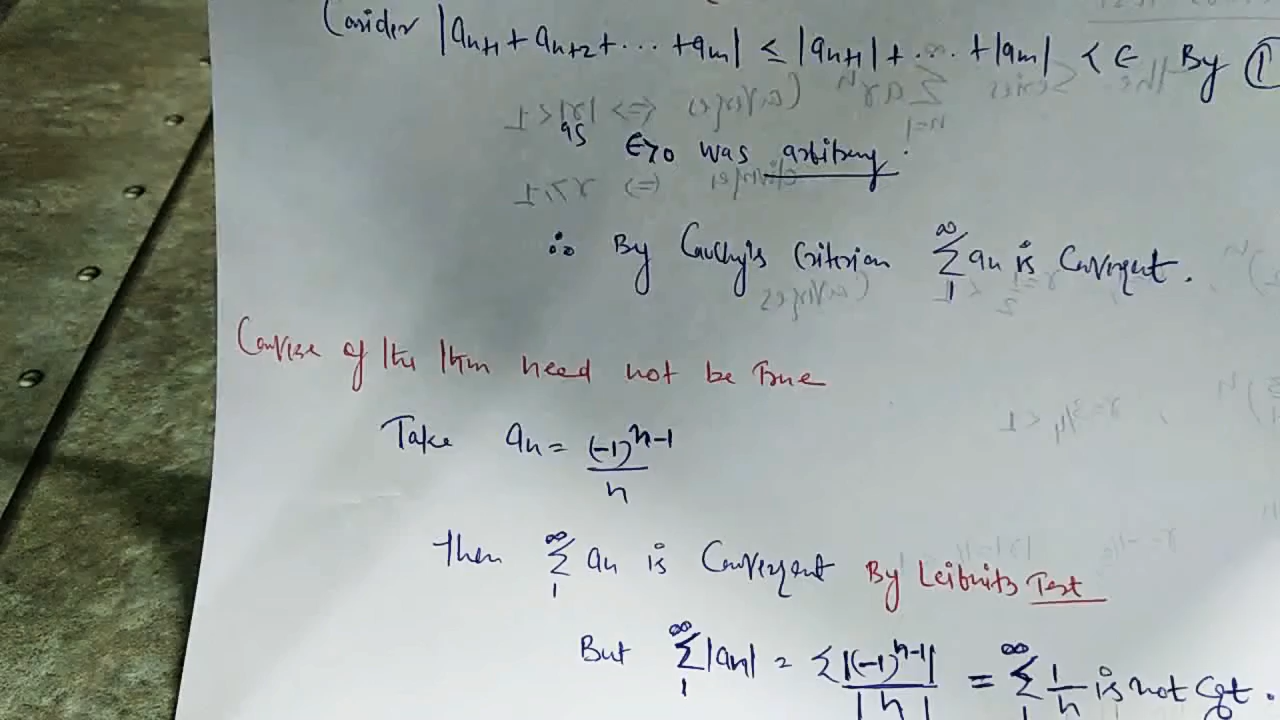 Consider |aₙ₊₁ + aₙ₊₂ + ... + aₘ| ≤ |aₙ₊₁| + ... + |aₘ| < ∈ By ①
as ∈>0 was arbitrary.
∴ By Cauchy's Criterion ∑₁^∞ aₙ is Convergent.
Converse of the thm need not be true
Take aₙ = (-1)^(n-1) / n
then ∑₁^∞ aₙ is Convergent By Leibnitz Test
But ∑₁^∞ |aₙ| = ∑ |(-1)^(n-1)| / |n| = ∑₁^∞ 1/n is not cgt.